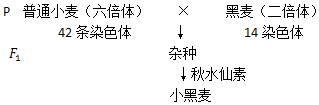 P 普通小麦（六倍体） × 黑麦（二倍体）
42 条染色体 ↓ 14 染色体
F₁ 杂种
↓秋水仙素
小黑麦